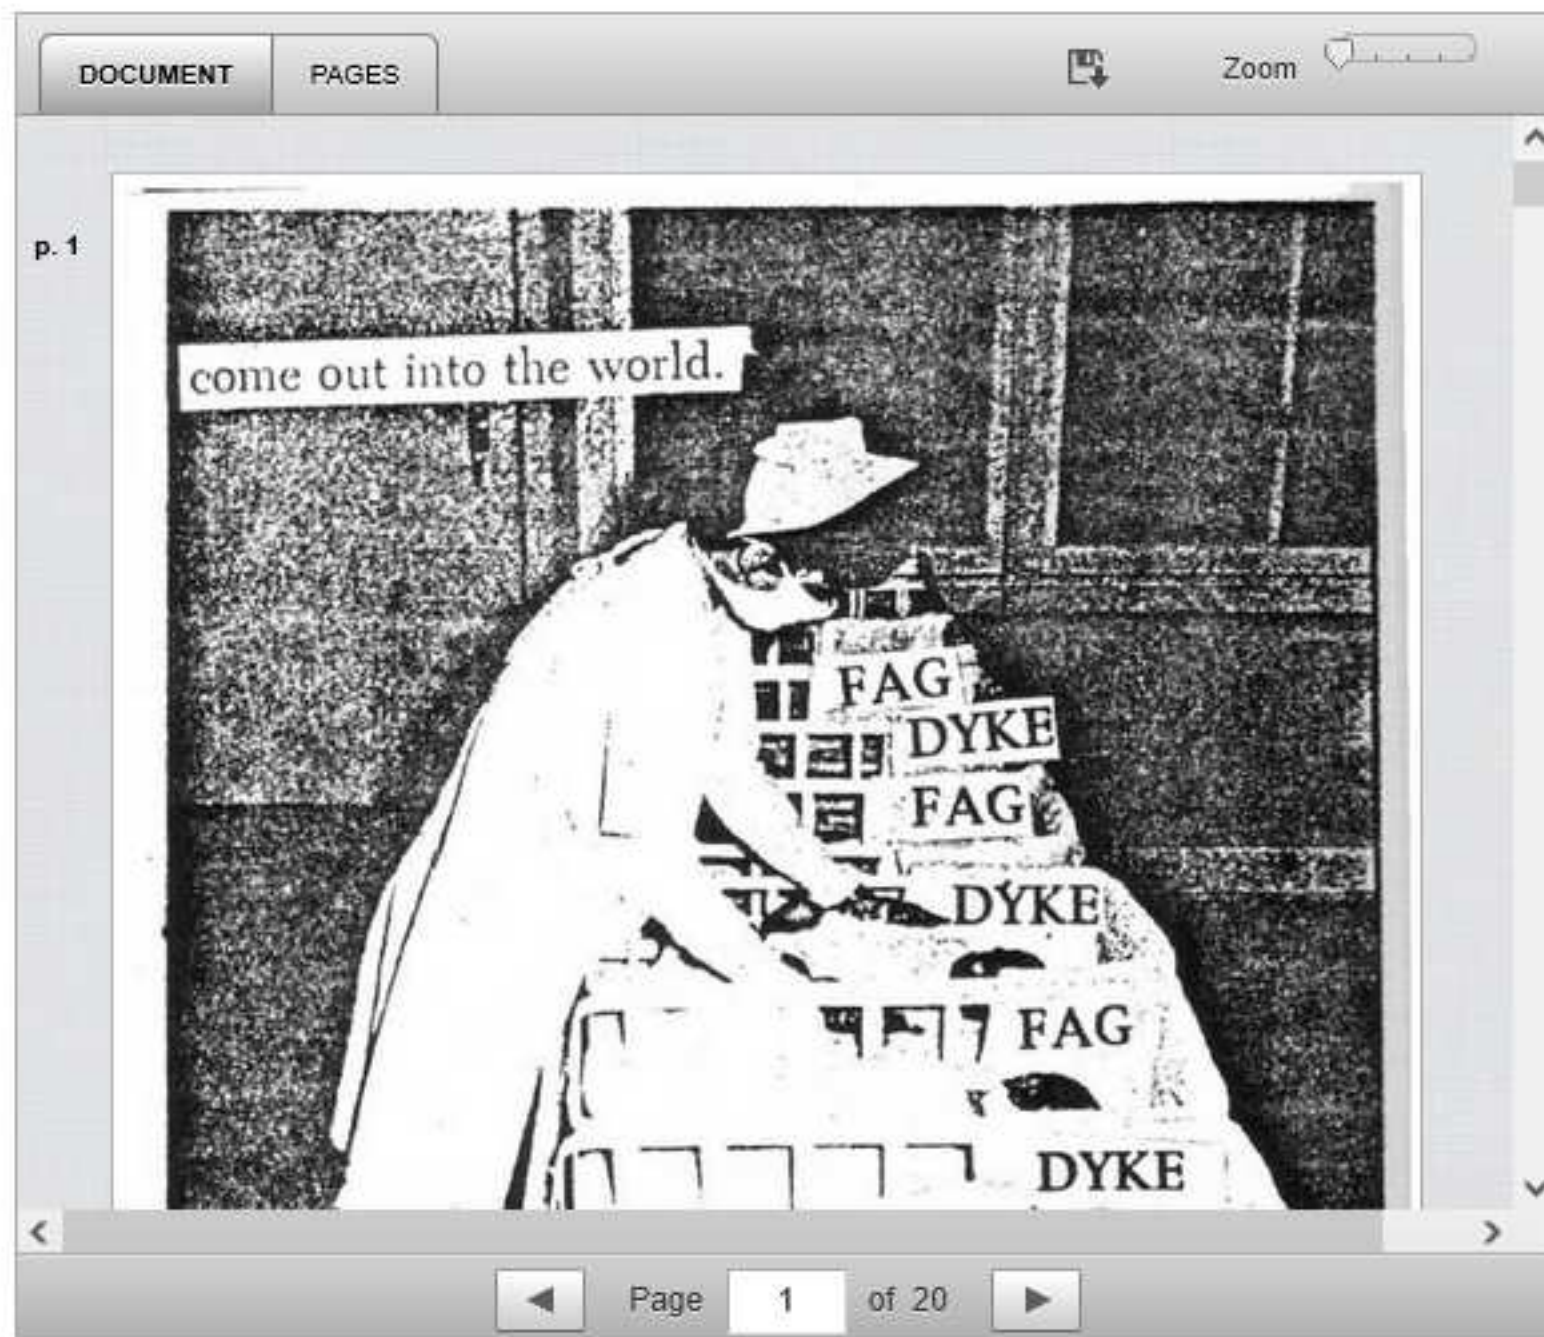 DOCUMENT PAGES Zoom
p. 1
come out into the world.
FAG
DYKE
FAG
DYKE
FAG
DYKE
Page 1 of 20